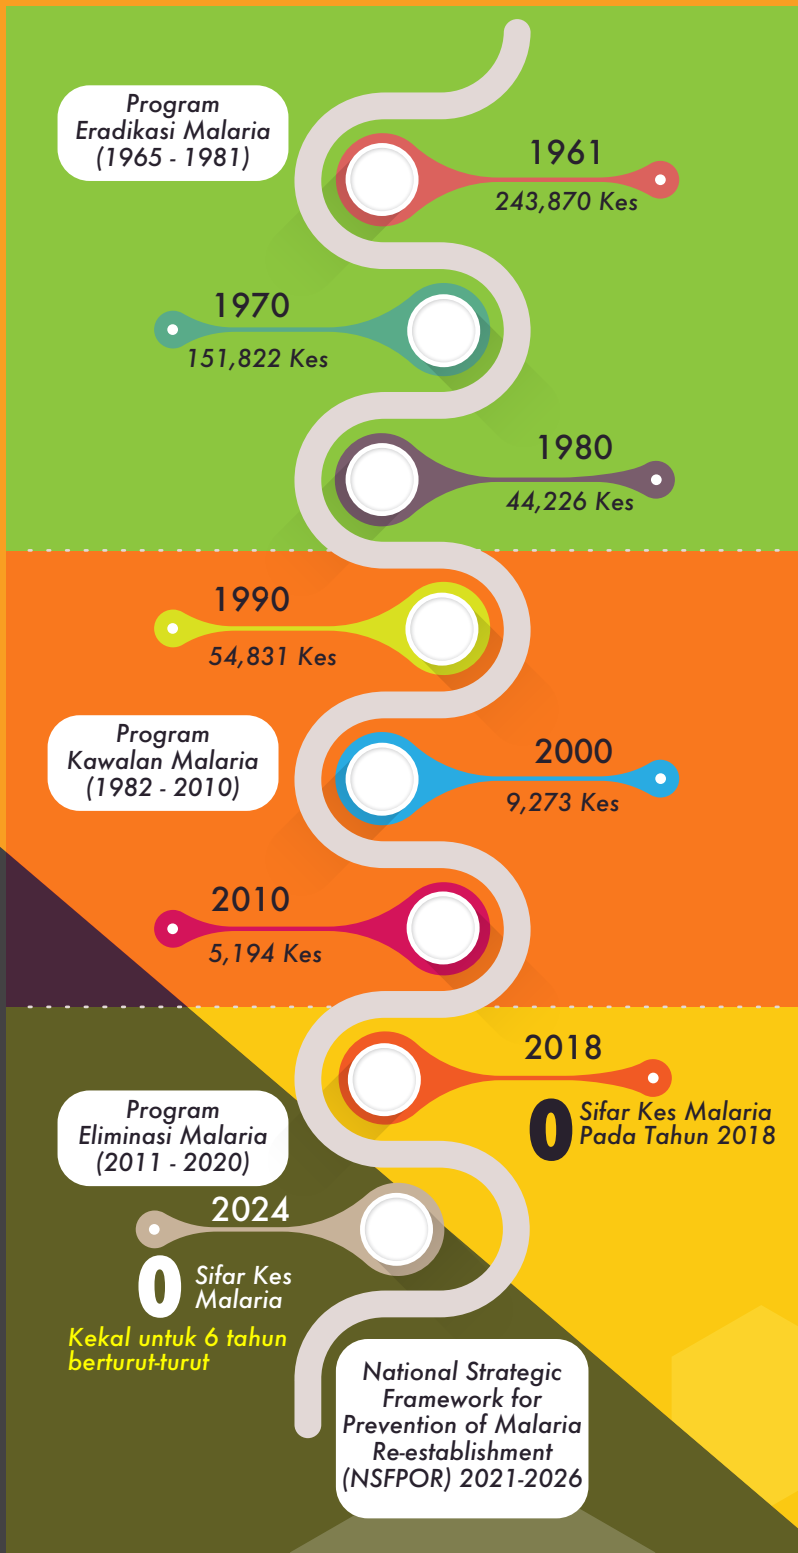 Program
Eradikasi Malaria
(1965 - 1981)
1961
243,870 Kes
1970
151,822 Kes
1980
44,226 Kes
1990
54,831 Kes
Program
Kawalan Malaria
(1982 - 2010)
2000
9,273 Kes
2010
5,194 Kes
2018
0 Sifar Kes Malaria
Pada Tahun 2018
Program
Eliminasi Malaria
(2011 - 2020)
2024
0 Sifar Kes
Malaria
Kekal untuk 6 tahun
berturut-turut
National Strategic
Framework for
Prevention of Malaria
Re-establishment
(NSFPOR) 2021-2026